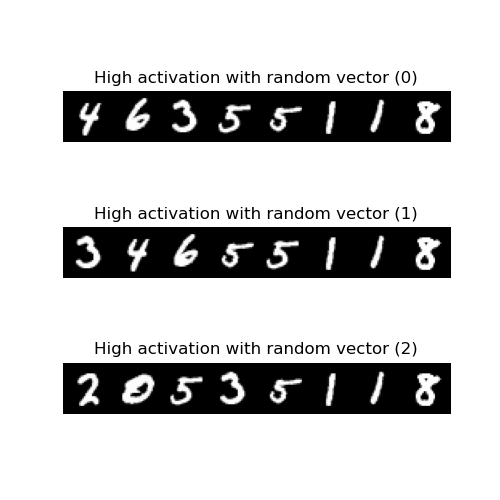 High activation with random vector (0)
4 6 3 5 5 1 1 8
High activation with random vector (1)
3 4 6 5 5 1 1 8
High activation with random vector (2)
2 0 5 3 5 1 1 8